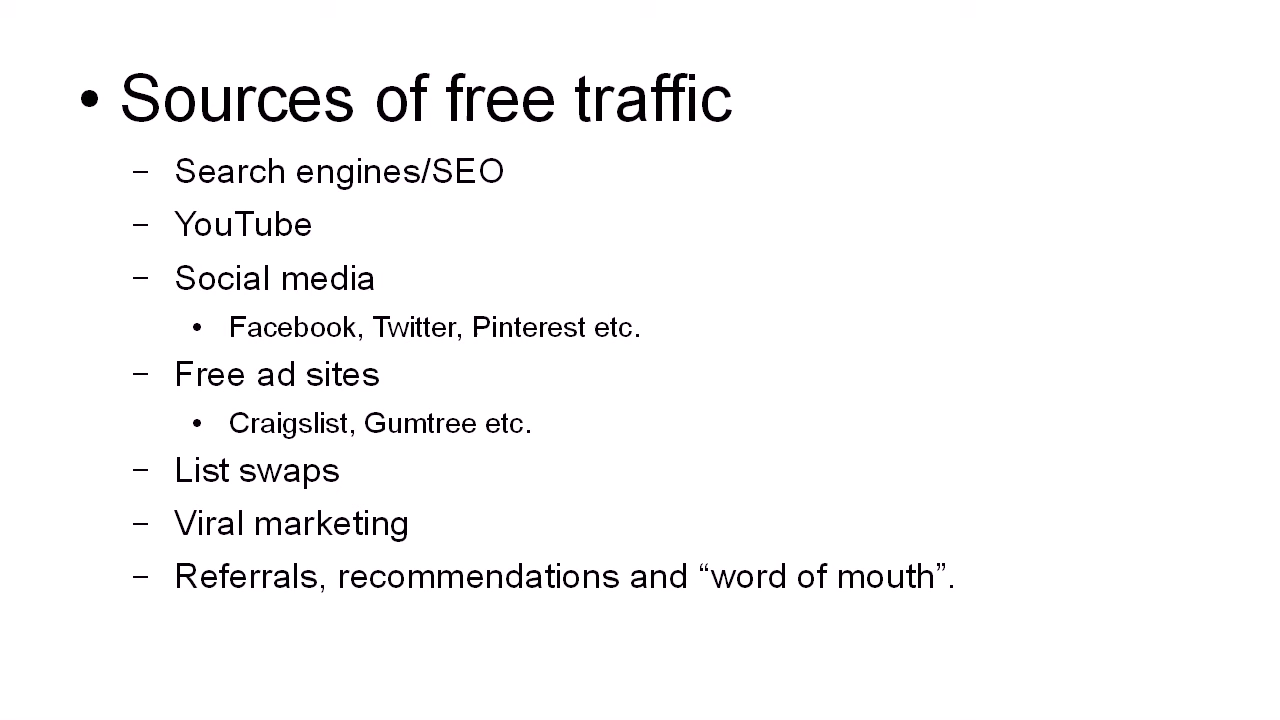 • Sources of free traffic
– Search engines/SEO
– YouTube
– Social media
• Facebook, Twitter, Pinterest etc.
– Free ad sites
• Craigslist, Gumtree etc.
– List swaps
– Viral marketing
– Referrals, recommendations and “word of mouth”.